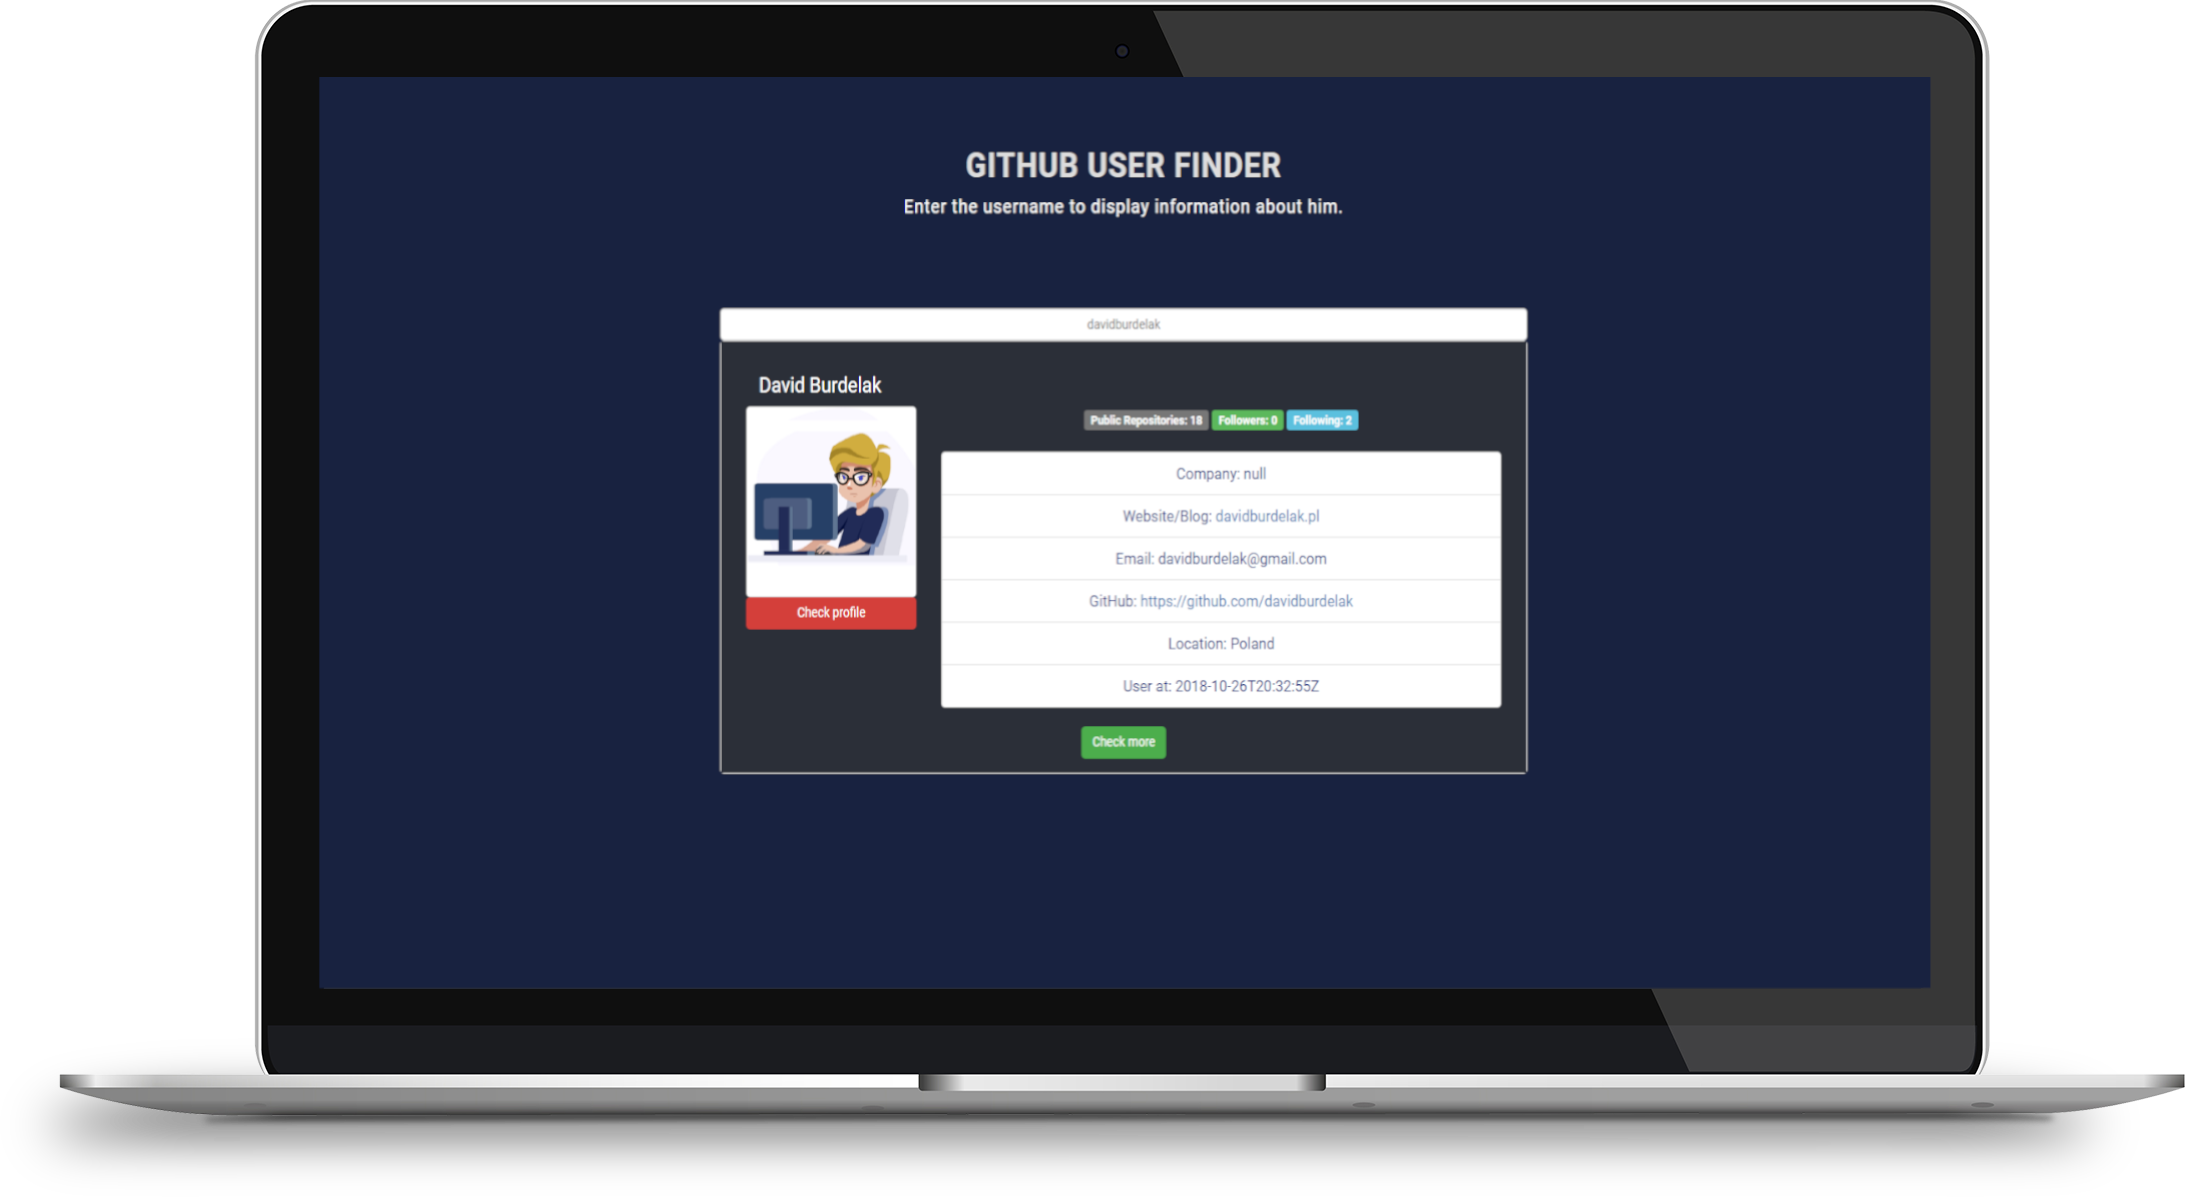 GITHUB USER FINDER
Enter the username to display information about him.
davidburdelak
David Burdelak
Public Repositories: 18 Followers: 0 Following: 2
Company: null
Website/Blog: davidburdelak.pl
Email: davidburdelak@gmail.com
GitHub: https://github.com/davidburdelak
Location: Poland
User at: 2018-10-26T20:32:55Z
Check profile
Check more